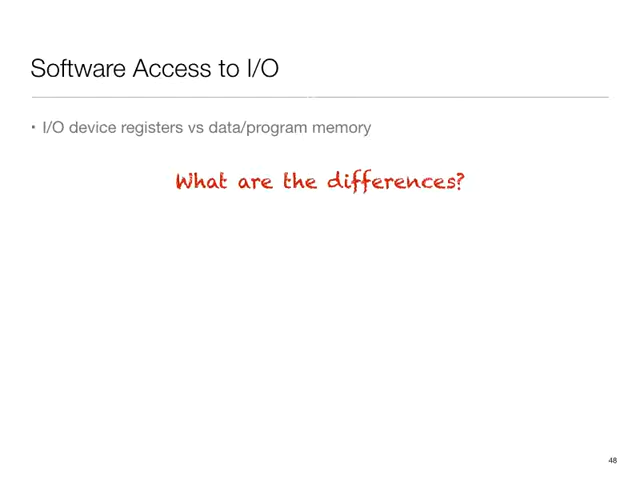 Software Access to I/O
• I/O device registers vs data/program memory
What are the differences?
48